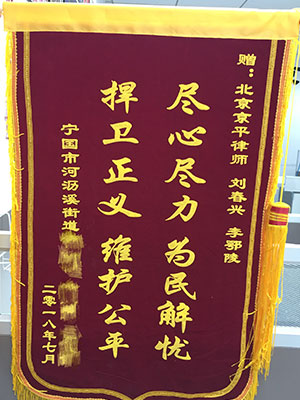 赠：北京京平律师 刘春兴 李鄂陵
尽心尽力 为民解忧
捍卫正义 维护公平
宁国市河沥溪街道
二零一八年七月